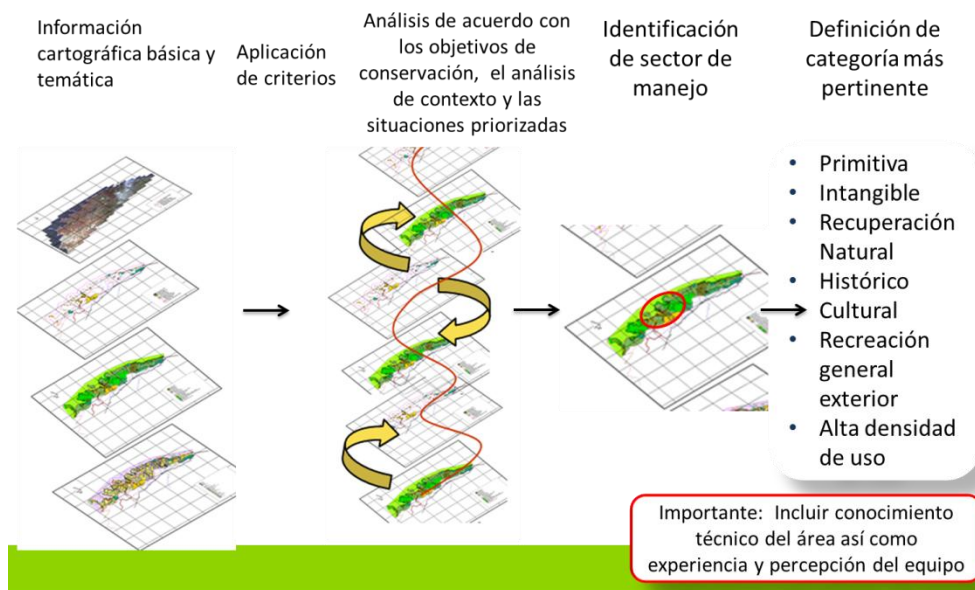 Información
cartográfica básica y
temática
Aplicación
de criterios
Análisis de acuerdo con
los objetivos de
conservación, el análisis
de contexto y las
situaciones priorizadas
Identificación
de sector de
manejo
Definición de
categoría más
pertinente
• Primitiva
• Intangible
• Recuperación
Natural
• Histórico
• Cultural
• Recreación
general
exterior
• Alta densidad
de uso
Importante: Incluir conocimiento
técnico del área así como
experiencia y percepción del equipo